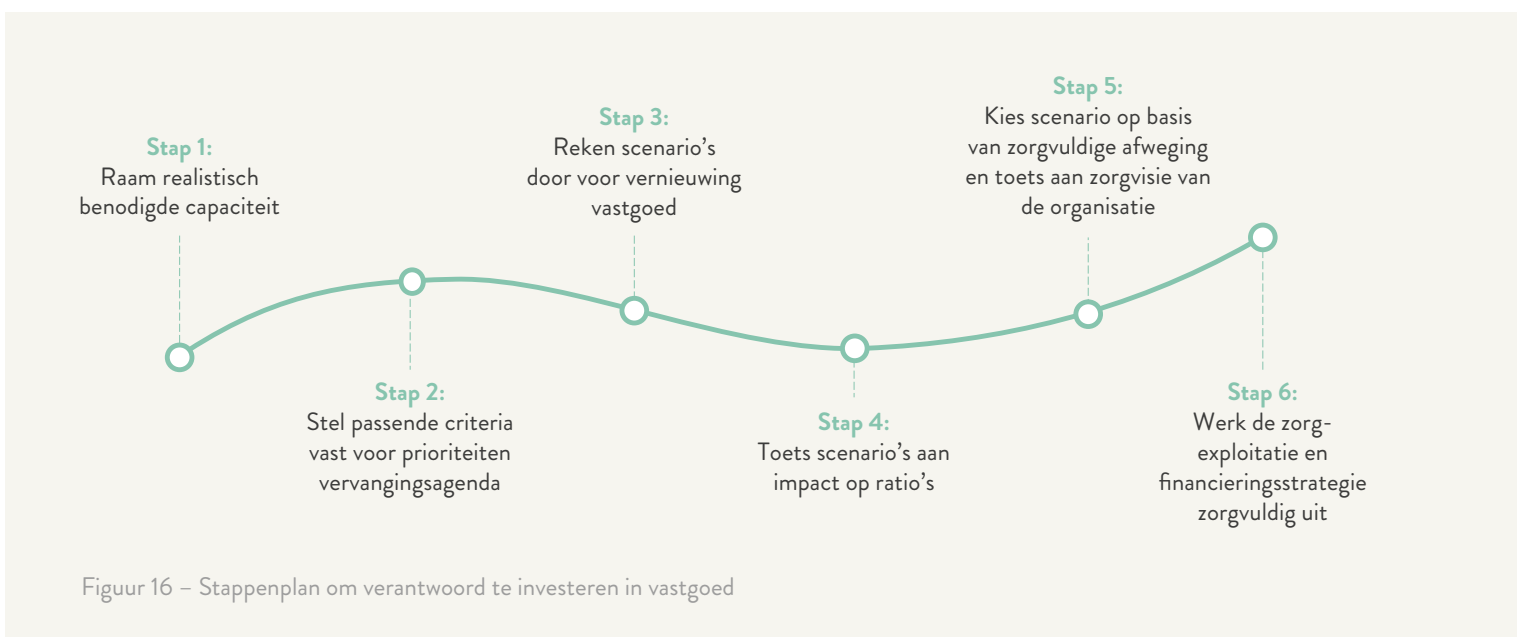 Stap 1:
Raam realistisch
benodigde capaciteit
Stap 2:
Stel passende criteria
vast voor prioriteiten
vervangingsagenda
Stap 3:
Reken scenario's
door voor vernieuwing
vastgoed
Stap 4:
Toets scenario's aan
impact op ratio's
Stap 5:
Kies scenario op basis
van zorgvuldige afweging
en toets aan zorgvisie van
de organisatie
Stap 6:
Werk de zorg-
exploitatie en
financieringsstrategie
zorgvuldig uit
Figuur 16 – Stappenplan om verantwoord te investeren in vastgoed